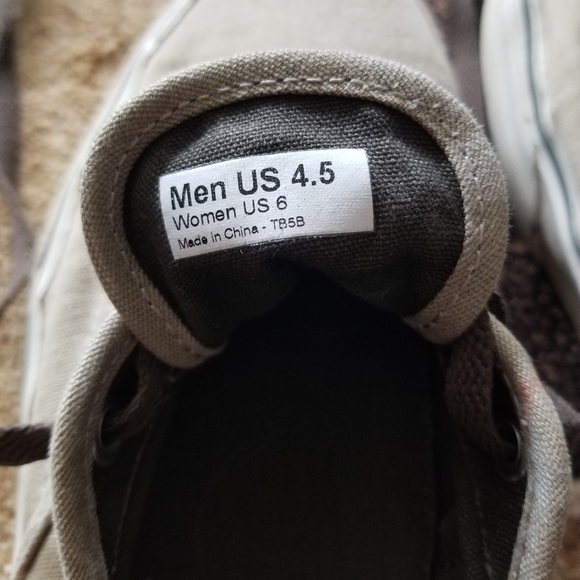 Men US 4.5
Women US 6
Made in China - TB5B